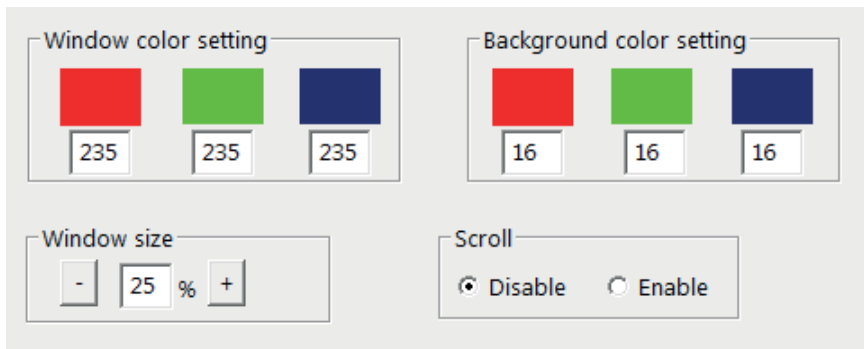 Window color setting
235 235 235
Background color setting
16 16 16
Window size
- 25 % +
Scroll
Disable Enable